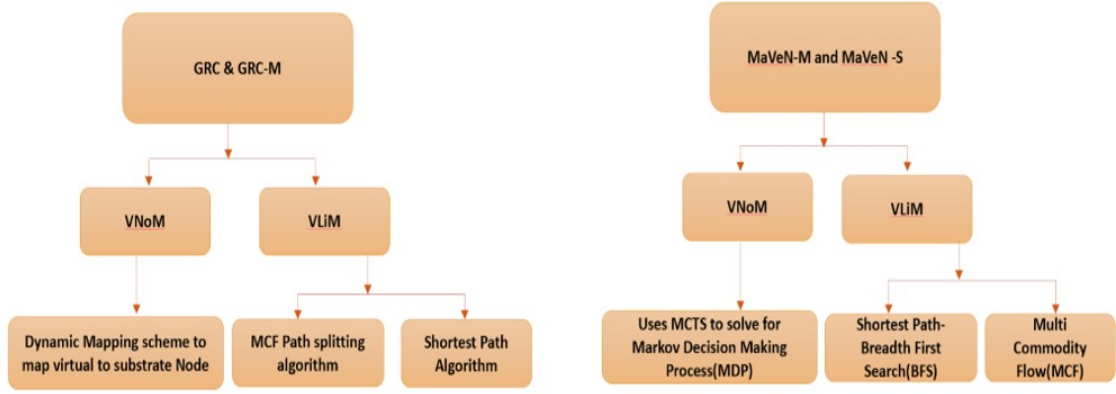 GRC & GRC-M
VNoM
VLiM
Dynamic Mapping scheme to
map virtual to substrate Node
MCF Path splitting
algorithm
Shortest Path
Algorithm
MaVeN-M and MaVeN -S
VNoM
VLiM
Uses MCTS to solve for
Markov Decision Making
Process(MDP)
Shortest Path-
Breadth First
Search(BFS)
Multi
Commodity
Flow(MCF)